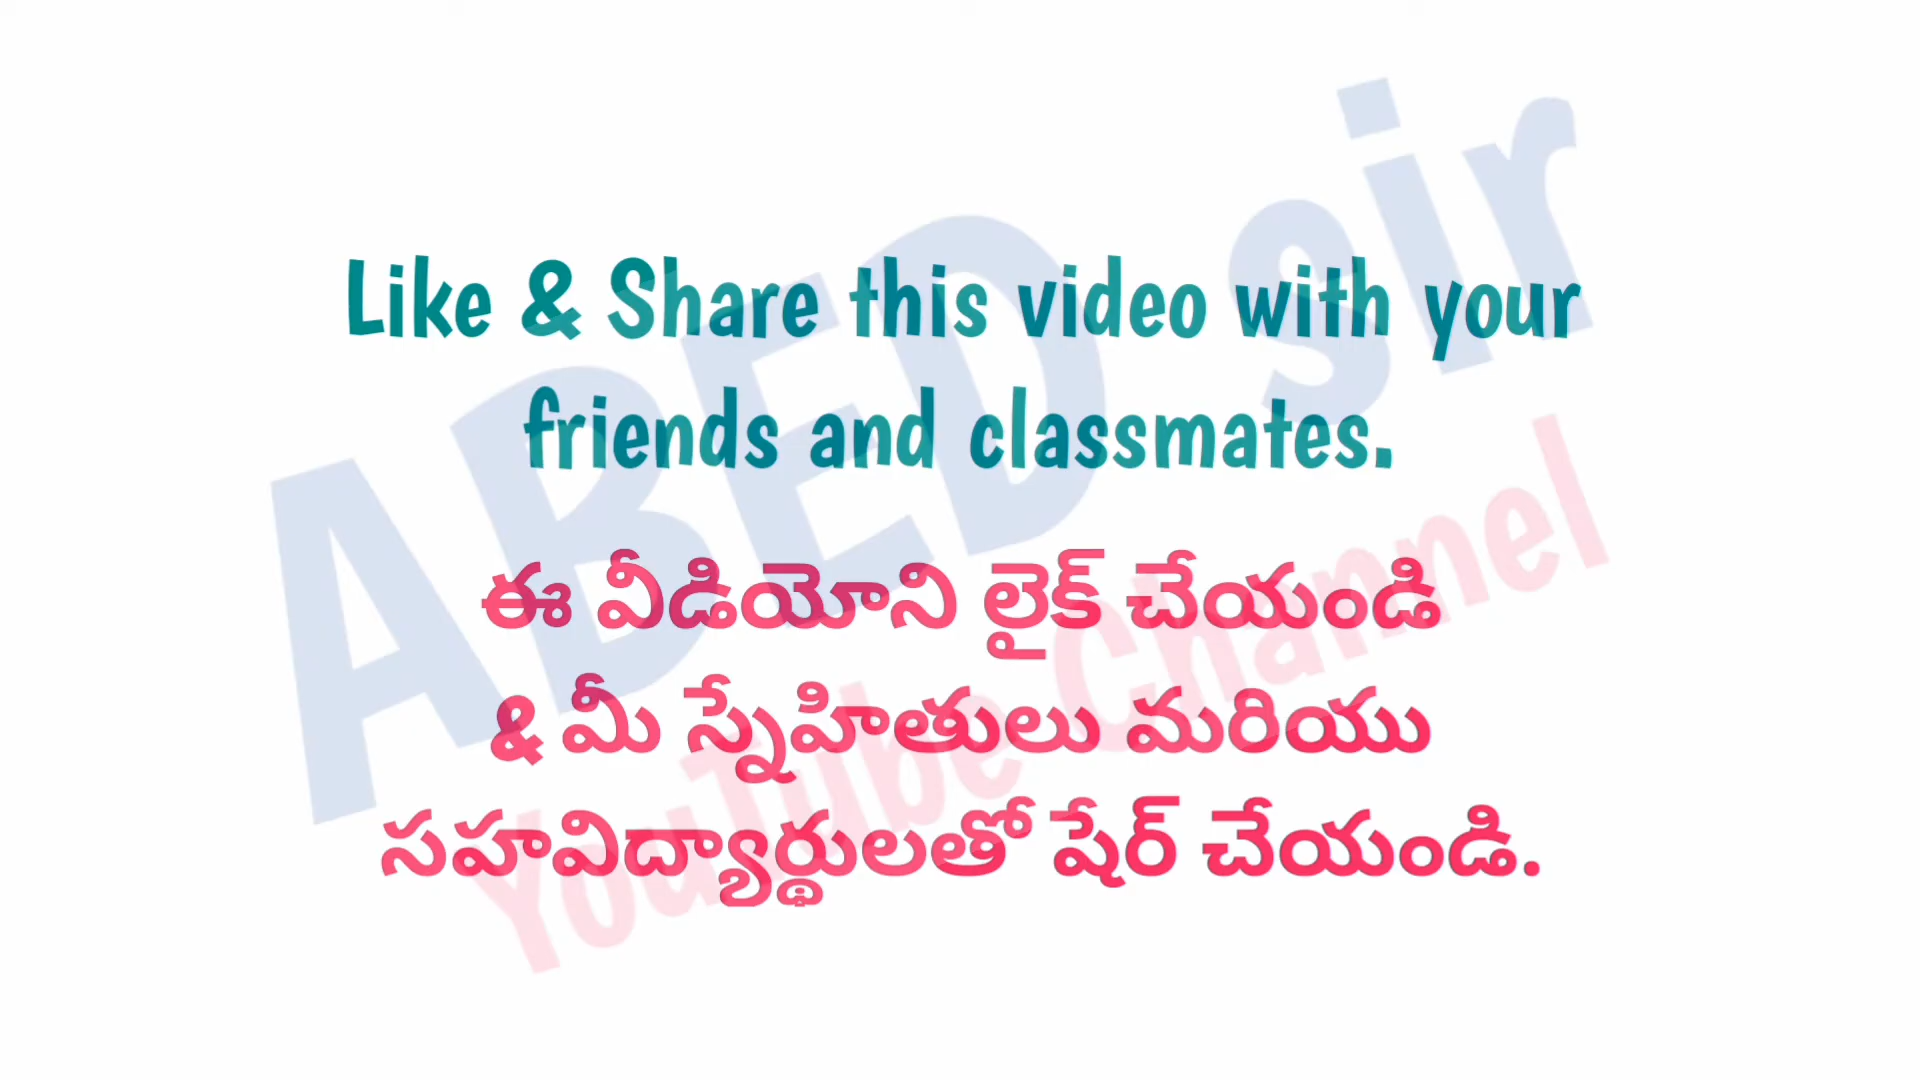 Like & Share this video with your
friends and classmates.
ఈ వీడియోని లైక్ చేయండి
& మీ స్నేహితులు మరియు
సహవిద్యార్థులతో షేర్ చేయండి.
ABED sir
YouTube Channel